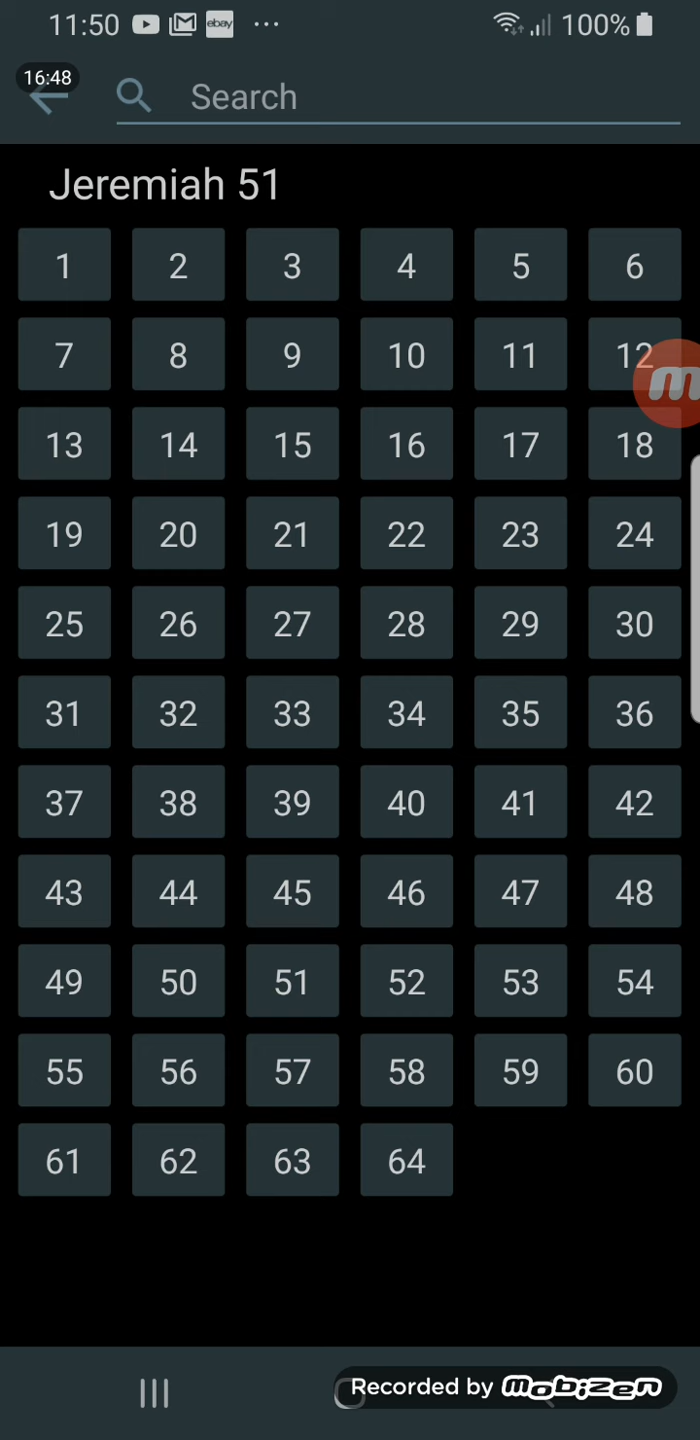 11:50 ebay ... 100%
16:48
Search
Jeremiah 51
1 2 3 4 5 6
7 8 9 10 11 12
13 14 15 16 17 18
19 20 21 22 23 24
25 26 27 28 29 30
31 32 33 34 35 36
37 38 39 40 41 42
43 44 45 46 47 48
49 50 51 52 53 54
55 56 57 58 59 60
61 62 63 64
Recorded by mobizen